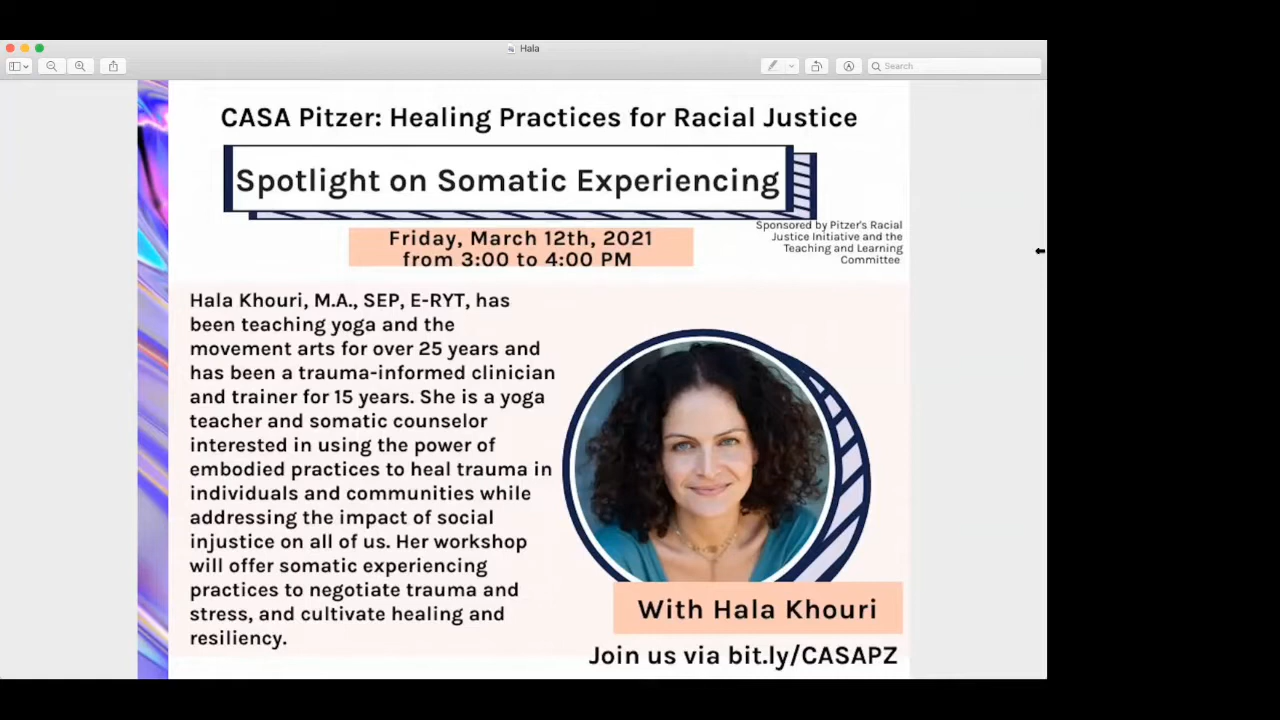 Hala
Search
CASA Pitzer: Healing Practices for Racial Justice
Spotlight on Somatic Experiencing
Friday, March 12th, 2021
from 3:00 to 4:00 PM
Sponsored by Pitzer's Racial
Justice Initiative and the
Teaching and Learning
Committee
Hala Khouri, M.A., SEP, E-RYT, has
been teaching yoga and the
movement arts for over 25 years and
has been a trauma-informed clinician
and trainer for 15 years. She is a yoga
teacher and somatic counselor
interested in using the power of
embodied practices to heal trauma in
individuals and communities while
addressing the impact of social
injustice on all of us. Her workshop
will offer somatic experiencing
practices to negotiate trauma and
stress, and cultivate healing and
resiliency.
With Hala Khouri
Join us via bit.ly/CASAPZ